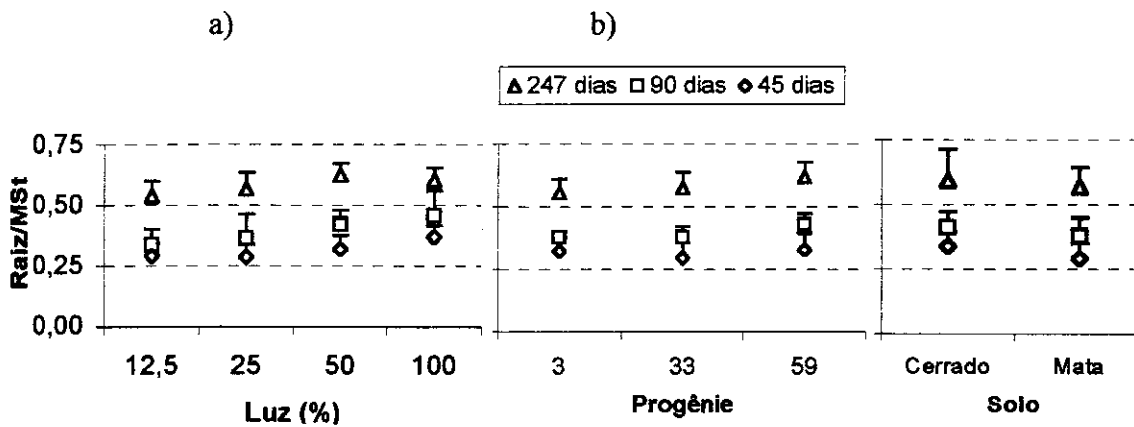 a)
b)
247 dias 90 dias 45 dias
Raiz/MSt
0,75
0,50
0,25
0,00
12,5 25 50 100
Luz (%)
3 33 59
Progênie
Cerrado Mata
Solo